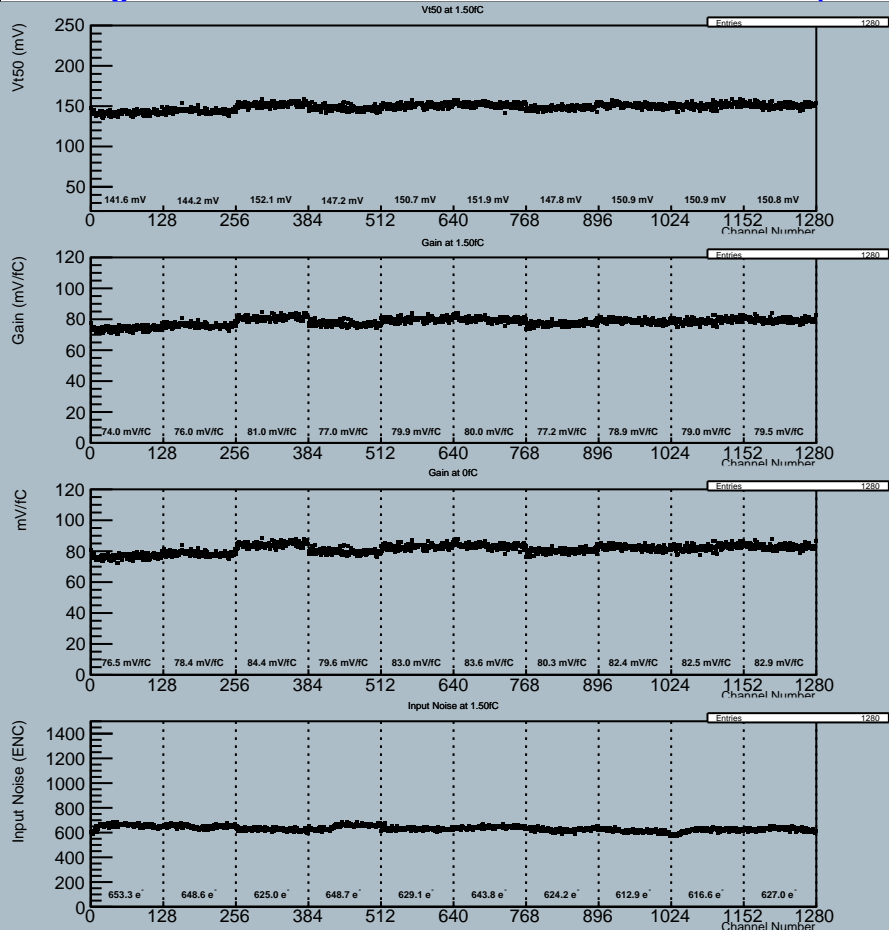 Vt50 at 1.50fC
Entries 1280
Vt50 (mV)
250
200
150
100
50
141.6 mV 144.2 mV 152.1 mV 147.2 mV 150.7 mV 151.9 mV 147.8 mV 150.9 mV 150.9 mV 150.8 mV
0 128 256 384 512 640 768 896 1024 1152 1280
Channel Number
Gain at 1.50fC
Entries 1280
Gain (mV/fC)
120
100
80
60
40
20
0
74.0 mV/fC 76.0 mV/fC 81.0 mV/fC 77.0 mV/fC 79.9 mV/fC 80.0 mV/fC 77.2 mV/fC 78.9 mV/fC 79.0 mV/fC 79.5 mV/fC
0 128 256 384 512 640 768 896 1024 1152 1280
Channel Number
Gain at 0fC
Entries 1280
mV/fC
120
100
80
60
40
20
0
76.5 mV/fC 78.4 mV/fC 84.4 mV/fC 79.6 mV/fC 83.0 mV/fC 83.6 mV/fC 80.3 mV/fC 82.4 mV/fC 82.5 mV/fC 82.9 mV/fC
0 128 256 384 512 640 768 896 1024 1152 1280
Channel Number
Input Noise at 1.50fC
Entries 1280
Input Noise (ENC)
1400
1200
1000
800
600
400
200
0
653.3 e⁻ 648.6 e⁻ 625.0 e⁻ 648.7 e⁻ 629.1 e⁻ 643.8 e⁻ 624.2 e⁻ 612.9 e⁻ 616.6 e⁻ 627.0 e⁻
0 128 256 384 512 640 768 896 1024 1152 1280
Channel Number